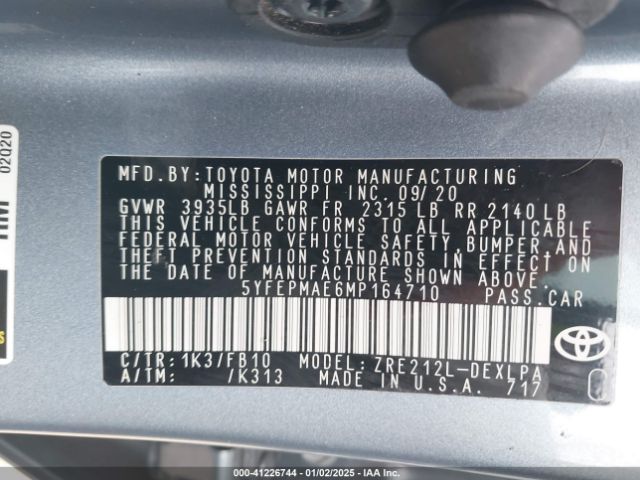 02Q20
MFD.BY:TOYOTA MOTOR MANUFACTURING
MISSISSIPPI INC. 09/20
GVWR 3935LB GAWR FR 2315 LB RR 2140 LB
THIS VEHICLE CONFORMS TO ALL APPLICABLE
FEDERAL MOTOR VEHICLE SAFETY,BUMPER,AND
THEFT PREVENTION STANDARDS IN EFFECT ON
THE DATE OF MANUFACTURE SHOWN ABOVE.
5YFEPMAE6MP164710 PASS.CAR
C/TR:1K3/FB10 MODEL:ZRE212L-DEXLPA
A/TM: /K313 MADE IN U.S.A. 717
000-41226744 | 01/02/2025 | IAA, Inc.